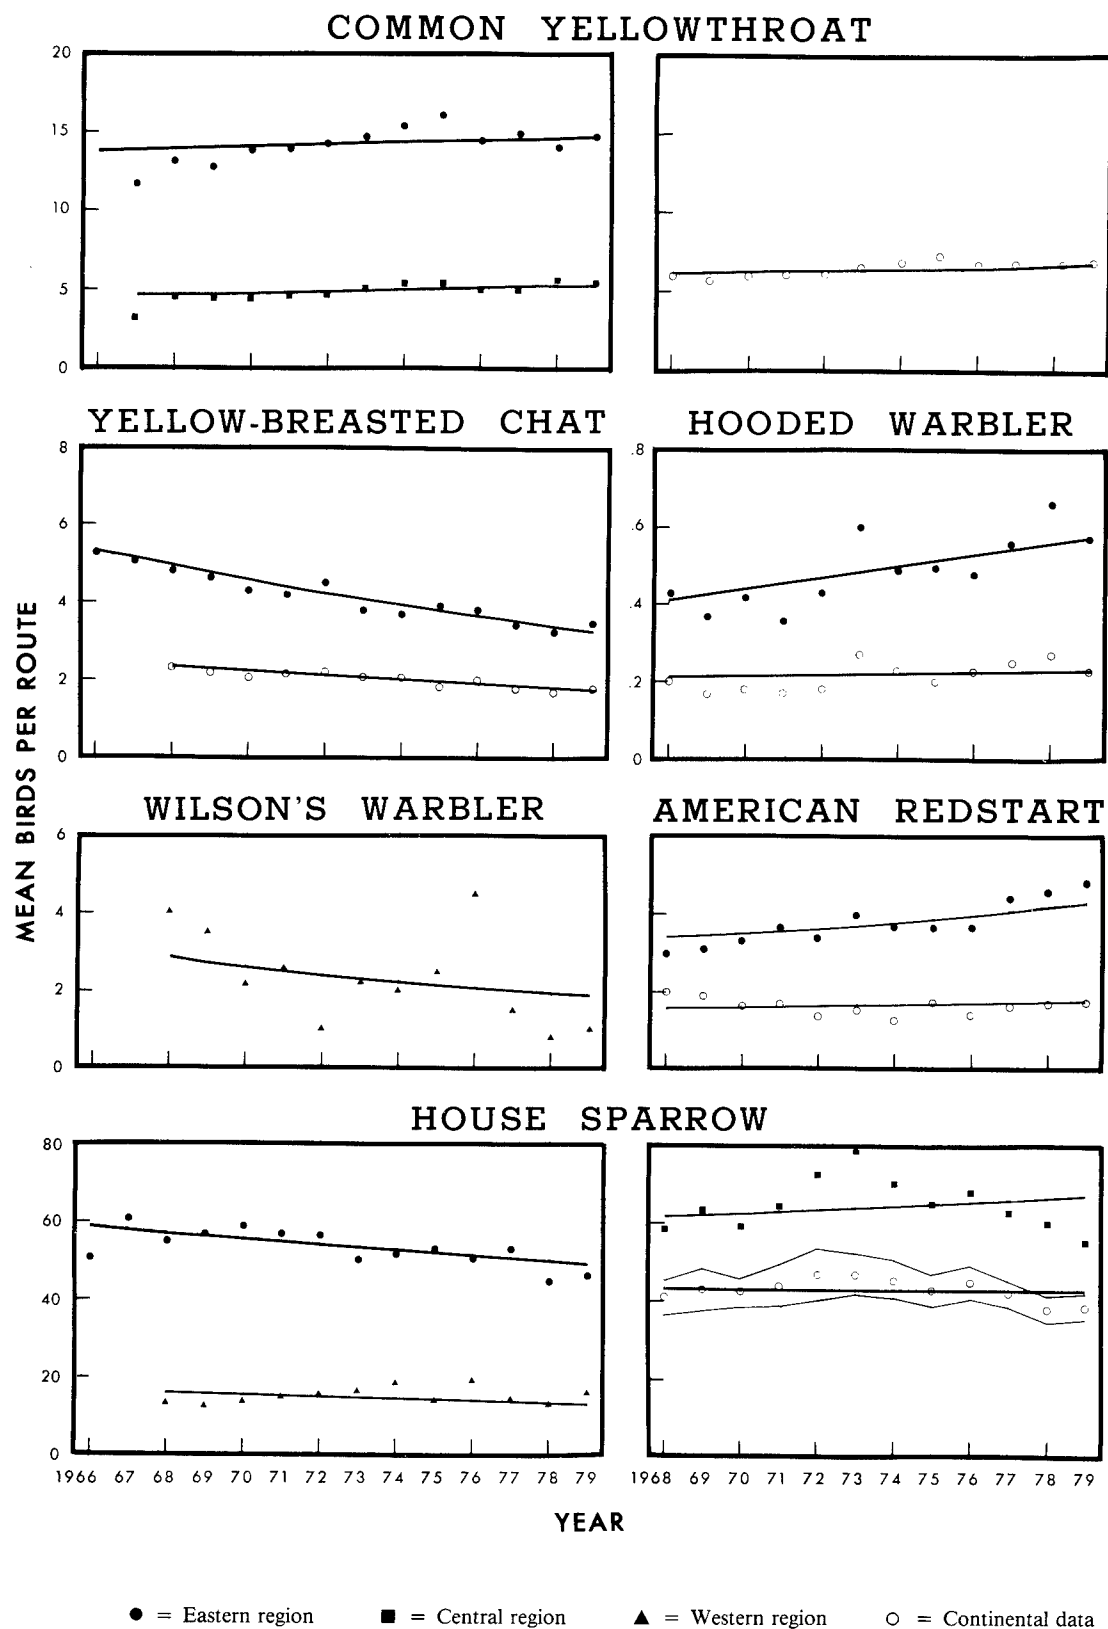 COMMON YELLOWTHROAT
20
15
10
5
0
YELLOW-BREASTED CHAT
8
6
4
2
0
HOODED WARBLER
.8
.6
.4
.2
0
MEAN BIRDS PER ROUTE
WILSON'S WARBLER
6
4
2
0
AMERICAN REDSTART
HOUSE SPARROW
80
60
40
20
0
1966 67 68 69 70 71 72 73 74 75 76 77 78 79
1968 69 70 71 72 73 74 75 76 77 78 79
YEAR
● = Eastern region ■ = Central region ▲ = Western region ○ = Continental data